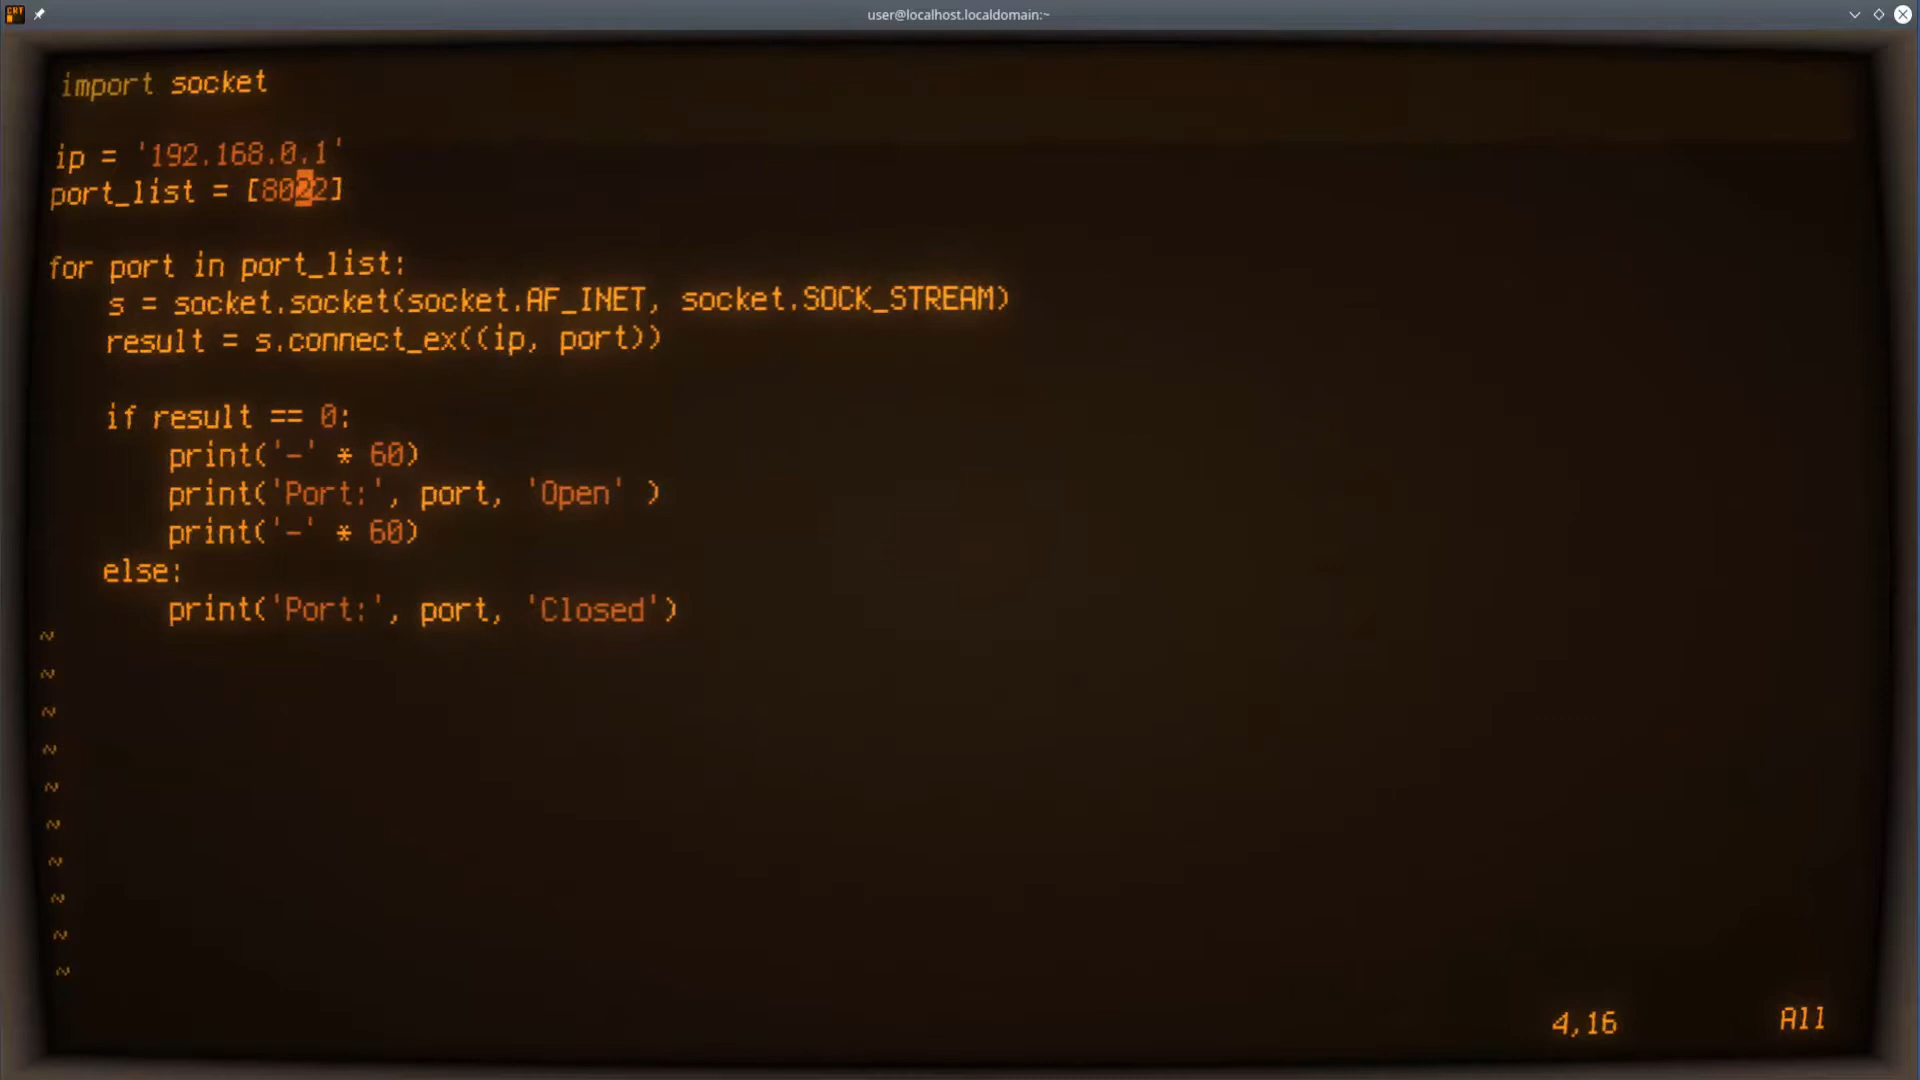 CRT
user@localhost.localdomain:~
import socket
ip = '192.168.0.1'
port_list = [8022]
for port in port_list:
    s = socket.socket(socket.AF_INET, socket.SOCK_STREAM)
    result = s.connect_ex((ip, port))
    if result == 0:
        print('-' * 60)
        print('Port:', port, 'Open' )
        print('-' * 60)
    else:
        print('Port:', port, 'Closed')
~
~
~
~
~
~
~
~
~
~
4,16 All